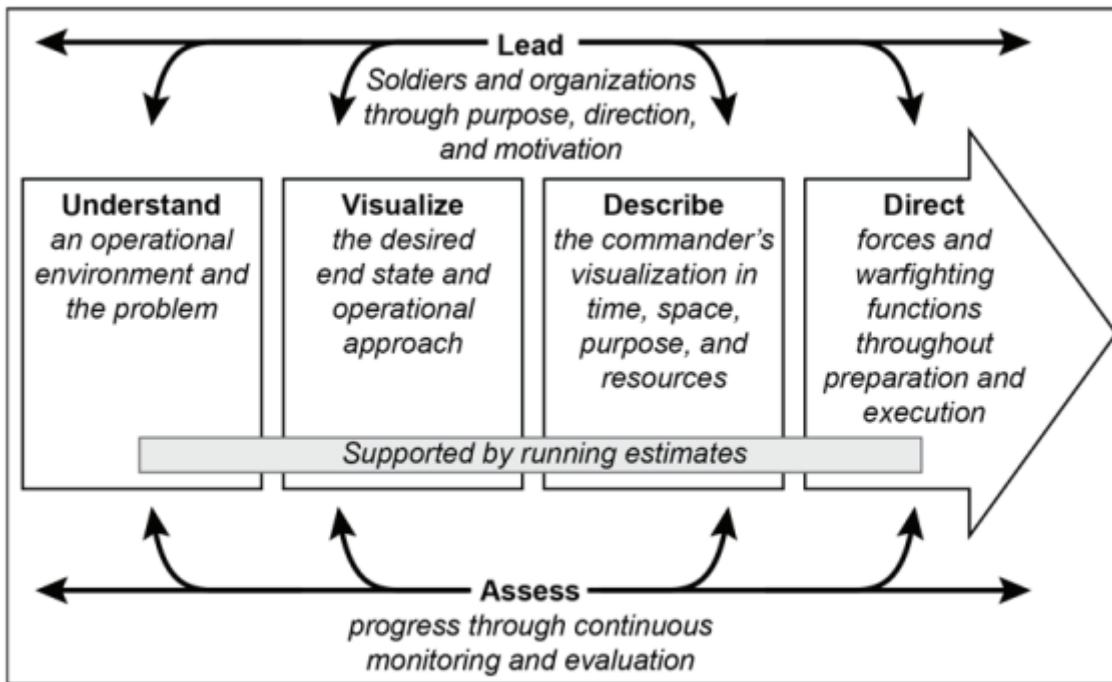 Lead
Soldiers and organizations
through purpose, direction,
and motivation
Understand
an operational
environment and
the problem
Visualize
the desired
end state and
operational
approach
Describe
the commander’s
visualization in
time, space,
purpose, and
resources
Direct
forces and
warfighting
functions
throughout
preparation and
execution
Supported by running estimates
Assess
progress through continuous
monitoring and evaluation